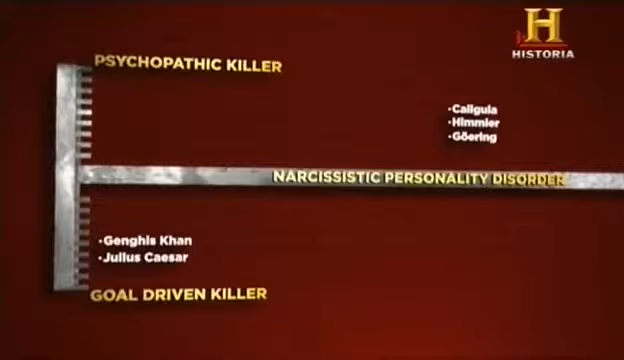 H
HISTORIA
PSYCHOPATHIC KILLER
•Caligula
•Himmler
•Göering
NARCISSISTIC PERSONALITY DISORDER
•Genghis Khan
•Julius Caesar
GOAL DRIVEN KILLER